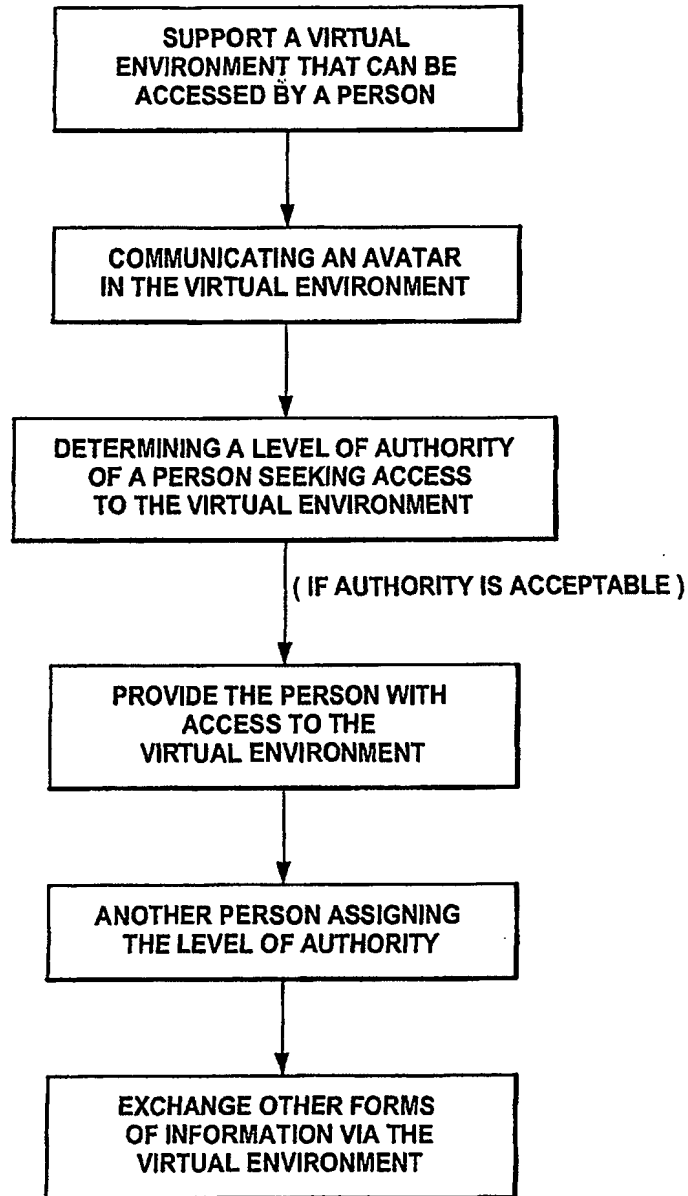 SUPPORT A VIRTUAL
ENVIRONMENT THAT CAN BE
ACCESSED BY A PERSON
COMMUNICATING AN AVATAR
IN THE VIRTUAL ENVIRONMENT
DETERMINING A LEVEL OF AUTHORITY
OF A PERSON SEEKING ACCESS
TO THE VIRTUAL ENVIRONMENT
( IF AUTHORITY IS ACCEPTABLE )
PROVIDE THE PERSON WITH
ACCESS TO THE
VIRTUAL ENVIRONMENT
ANOTHER PERSON ASSIGNING
THE LEVEL OF AUTHORITY
EXCHANGE OTHER FORMS
OF INFORMATION VIA THE
VIRTUAL ENVIRONMENT